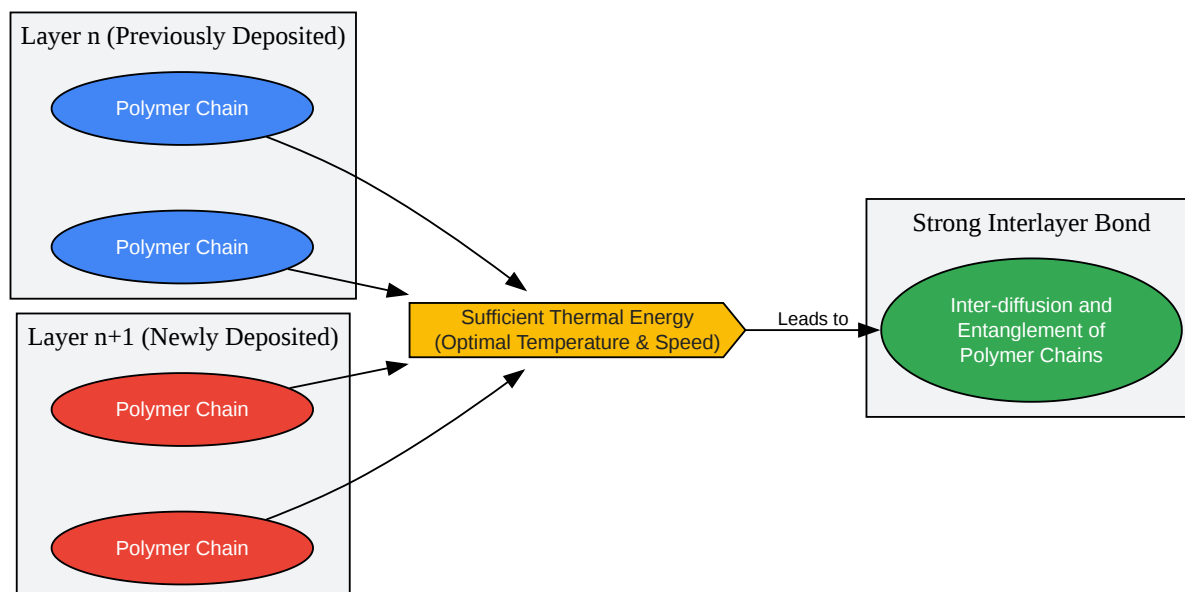 Layer n (Previously Deposited)
Polymer Chain
Polymer Chain
Layer n+1 (Newly Deposited)
Polymer Chain
Polymer Chain
Sufficient Thermal Energy
(Optimal Temperature & Speed)
Leads to
Strong Interlayer Bond
Inter-diffusion and
Entanglement of
Polymer Chains